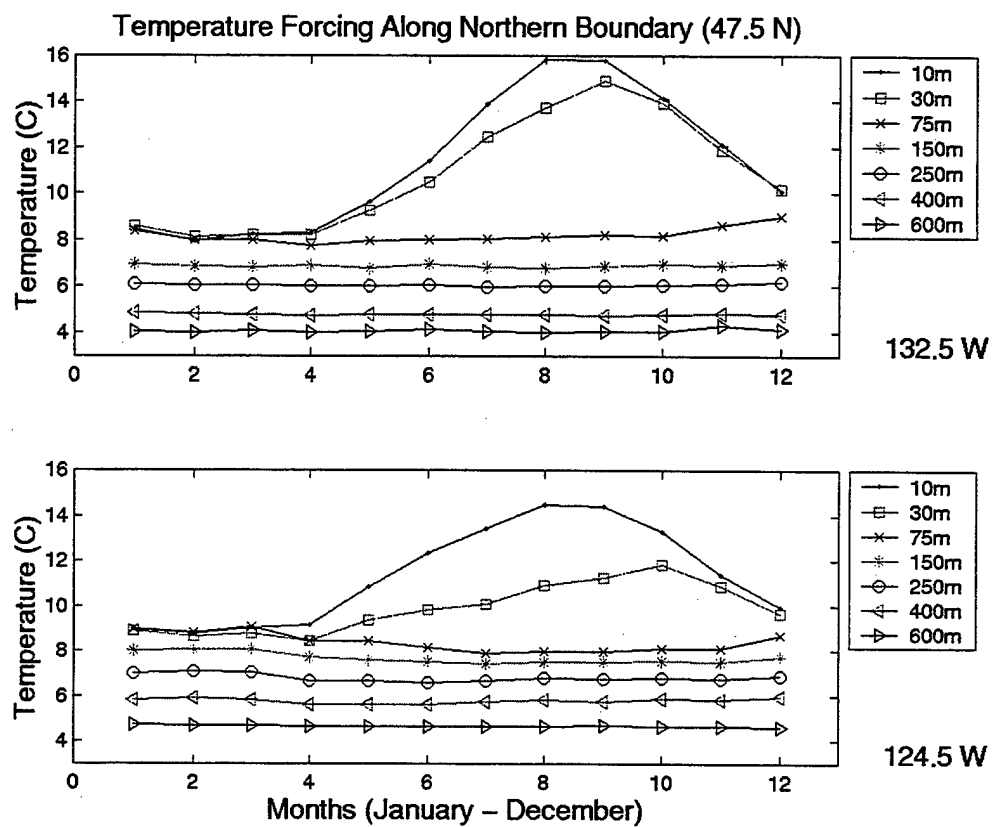 Temperature Forcing Along Northern Boundary (47.5 N)
Temperature (C)
16
14
12
10
8
6
4
0 2 4 6 8 10 12
10m
30m
75m
150m
250m
400m
600m
132.5 W
Temperature (C)
16
14
12
10
8
6
4
0 2 4 6 8 10 12
Months (January – December)
10m
30m
75m
150m
250m
400m
600m
124.5 W